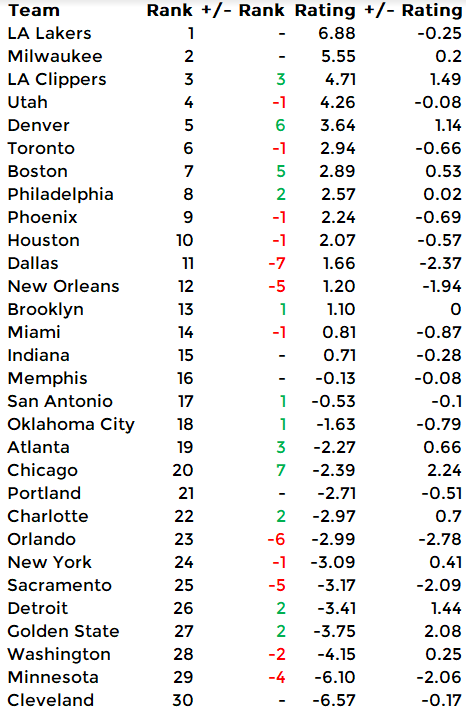 Team Rank +/- Rank Rating +/- Rating
LA Lakers 1 - 6.88 -0.25
Milwaukee 2 - 5.55 0.2
LA Clippers 3 3 4.71 1.49
Utah 4 -1 4.26 -0.08
Denver 5 6 3.64 1.14
Toronto 6 -1 2.94 -0.66
Boston 7 5 2.89 0.53
Philadelphia 8 2 2.57 0.02
Phoenix 9 -1 2.24 -0.69
Houston 10 -1 2.07 -0.57
Dallas 11 -7 1.66 -2.37
New Orleans 12 -5 1.20 -1.94
Brooklyn 13 1 1.10 0
Miami 14 -1 0.81 -0.87
Indiana 15 - 0.71 -0.28
Memphis 16 - -0.13 -0.08
San Antonio 17 1 -0.53 -0.1
Oklahoma City 18 1 -1.63 -0.79
Atlanta 19 3 -2.27 0.66
Chicago 20 7 -2.39 2.24
Portland 21 - -2.71 -0.51
Charlotte 22 2 -2.97 0.7
Orlando 23 -6 -2.99 -2.78
New York 24 -1 -3.09 0.41
Sacramento 25 -5 -3.17 -2.09
Detroit 26 2 -3.41 1.44
Golden State 27 2 -3.75 2.08
Washington 28 -2 -4.15 0.25
Minnesota 29 -4 -6.10 -2.06
Cleveland 30 - -6.57 -0.17